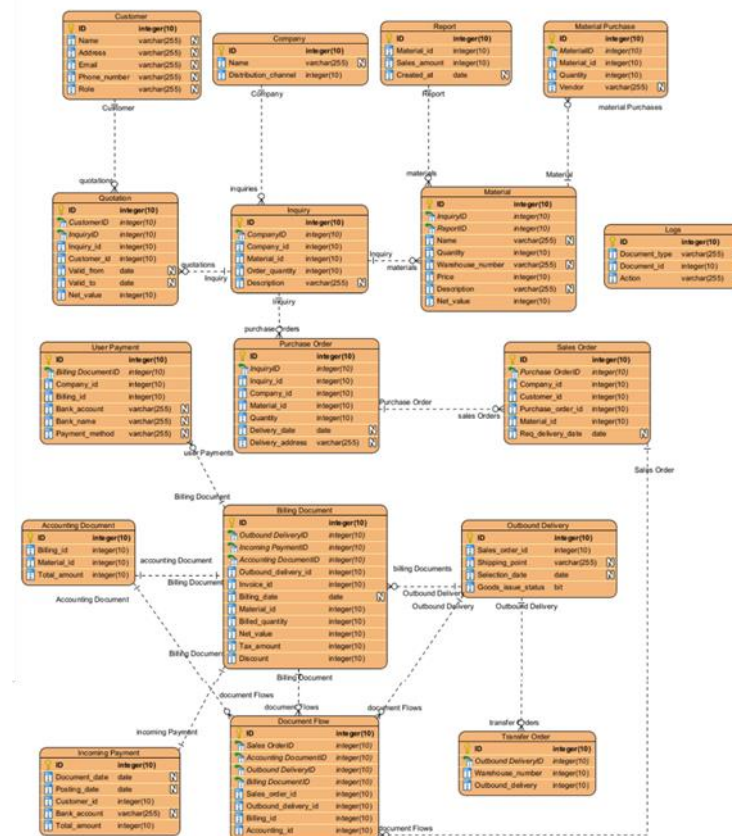 Customer
ID integer(10)
Name varchar(255) N
Address varchar(255) N
Email varchar(255) N
Phone_number varchar(255) N
Role varchar(255) N
Customer
Company
ID integer(10)
Name varchar(255) N
Distribution_channel integer(10)
Company
Report
ID integer(10)
Material_id integer(10)
Sales_amount integer(10)
Created_at date N
Report
Material Purchase
ID integer(10)
MaterialID integer(10)
Material_id integer(10)
Quantity integer(10)
Vendor varchar(255) N
material Purchases
quotations
inquiries
materials
Material
Quotation
ID integer(10)
CustomerID integer(10)
InquiryID integer(10)
Inquiry_id integer(10)
Customer_id integer(10)
Valid_from date N
Valid_to date N
Net_value integer(10)
quotations
Inquiry
Inquiry
ID integer(10)
CompanyID integer(10)
Company_id integer(10)
Material_id integer(10)
Order_quantity integer(10)
Description varchar(255) N
Inquiry
Inquiry
materials
Material
ID integer(10)
InquiryID integer(10)
ReportID integer(10)
Name varchar(255) N
Quantity integer(10)
Warehouse_number varchar(255) N
Price integer(10)
Description varchar(255) N
Net_value integer(10)
Logs
ID integer(10)
Document_type varchar(255)
Document_id integer(10)
Action varchar(255)
purchase Orders
User Payment
ID integer(10)
Billing DocumentID integer(10)
Company_id integer(10)
Billing_id integer(10)
Bank_account varchar(255) N
Bank_name varchar(255) N
Payment_method varchar(255) N
user Payments
Purchase Order
ID integer(10)
InquiryID integer(10)
Inquiry_id integer(10)
Company_id integer(10)
Material_id integer(10)
Quantity integer(10)
Delivery_date date N
Delivery_address varchar(255) N
Purchase Order
sales Orders
Sales Order
ID integer(10)
Purchase OrderID integer(10)
Company_id integer(10)
Customer_id integer(10)
Purchase_order_id integer(10)
Material_id integer(10)
Req_delivery_date date N
Sales Order
Billing Document
Accounting Document
ID integer(10)
Billing_id integer(10)
Material_id integer(10)
Total_amount integer(10)
Accounting Document
accounting Document
Billing Document
Billing Document
ID integer(10)
Outbound DeliveryID integer(10)
Incoming PaymentID integer(10)
Accounting DocumentID integer(10)
Outbound_delivery_id integer(10)
Invoice_id integer(10)
Billing_date date N
Material_id integer(10)
Billed_quantity integer(10)
Net_value integer(10)
Tax_amount integer(10)
Discount integer(10)
Billing Document
Billing Document
billing Documents
Outbound Delivery
Outbound Delivery
Outbound Delivery
ID integer(10)
Sales_order_id integer(10)
Shipping_point varchar(255) N
Selection_date date N
Goods_issue_status bit
Outbound Delivery
document Flows
document Flows
document Flows
transfer Orders
incoming Payment
Incoming Payment
ID integer(10)
Document_date date N
Posting_date date N
Customer_id integer(10)
Bank_account varchar(255) N
Total_amount integer(10)
Document Flow
ID integer(10)
Sales OrderID integer(10)
Accounting DocumentID integer(10)
Outbound DeliveryID integer(10)
Billing DocumentID integer(10)
Sales_order_id integer(10)
Outbound_delivery_id integer(10)
Billing_id integer(10)
Accounting_id integer(10)
document Flows
Transfer Order
ID integer(10)
Outbound DeliveryID integer(10)
Warehouse_number integer(10)
Outbound_delivery integer(10)